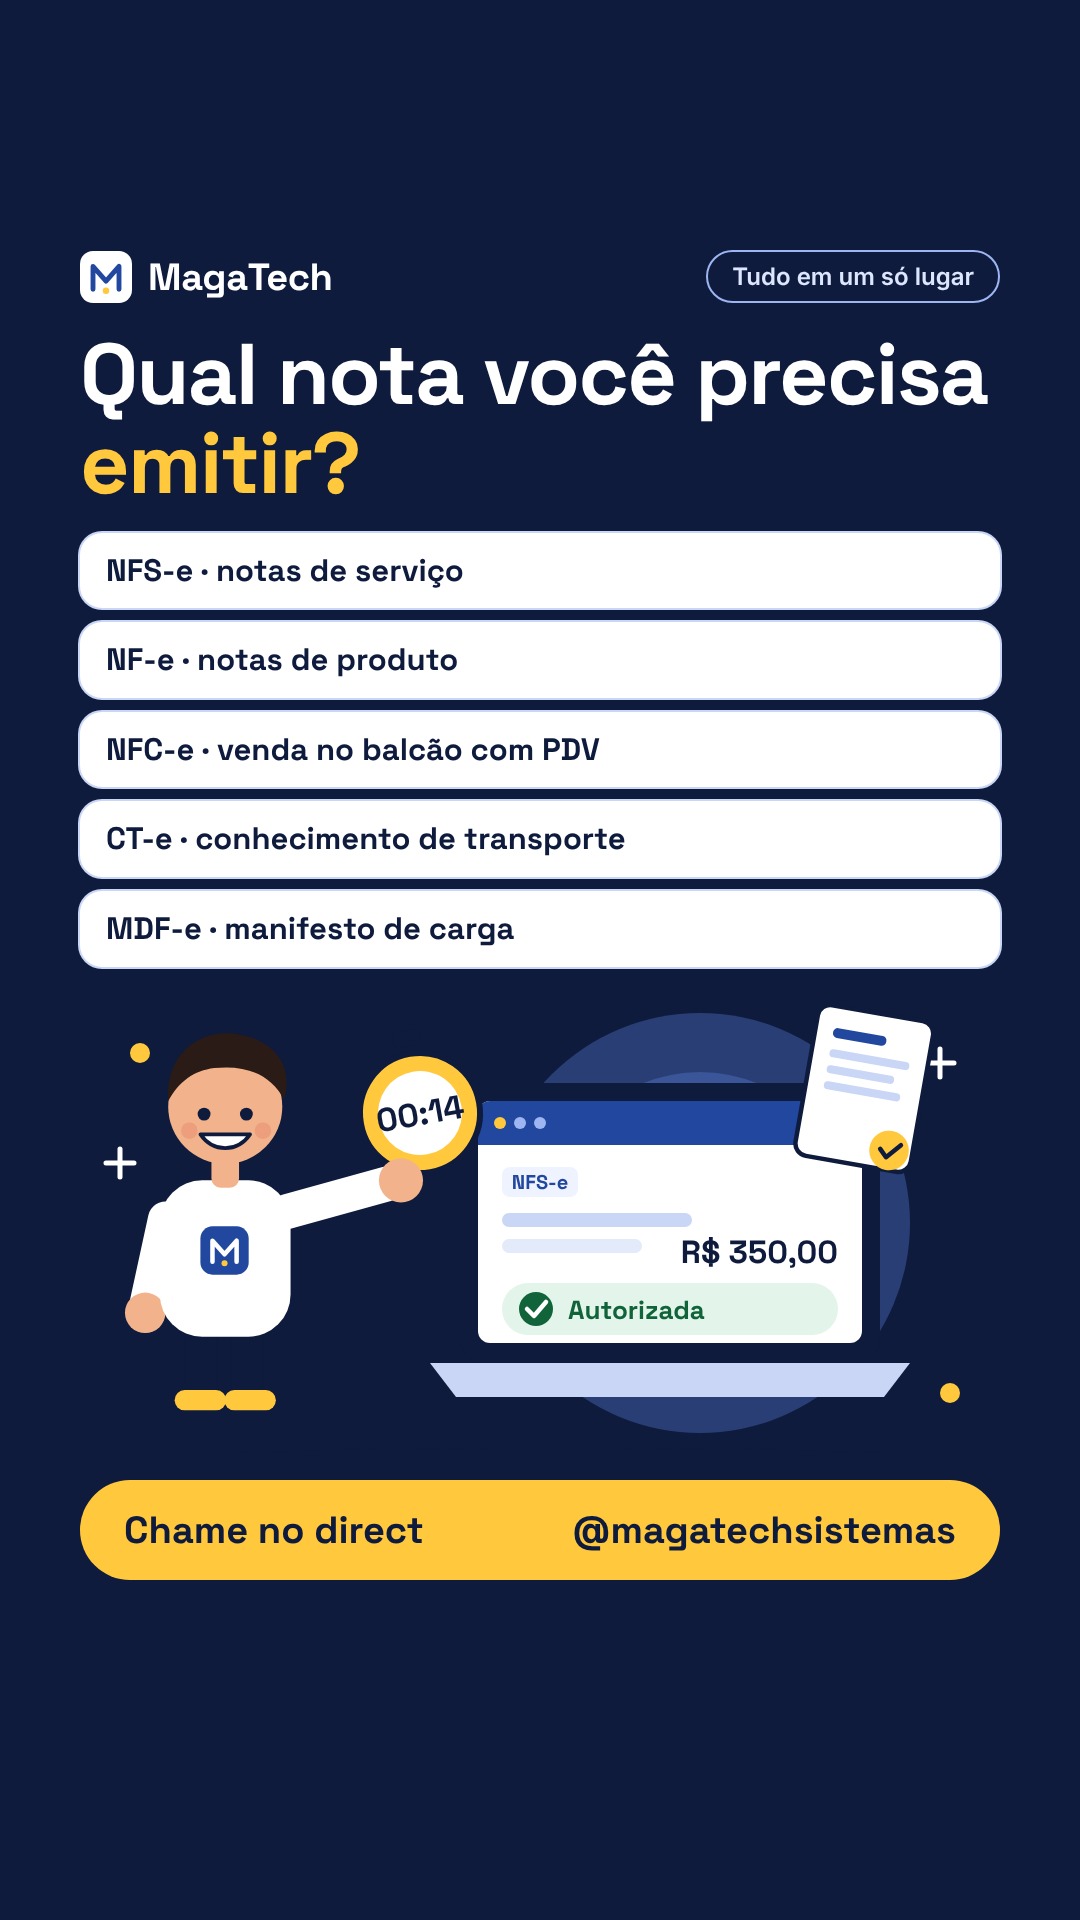 MagaTech
Tudo em um só lugar
Qual nota você precisa
emitir?
NFS-e · notas de serviço
NF-e · notas de produto
NFC-e · venda no balcão com PDV
CT-e · conhecimento de transporte
MDF-e · manifesto de carga
00:14
NFS-e
R$ 350,00
Autorizada
M
Chame no direct
@magatechsistemas